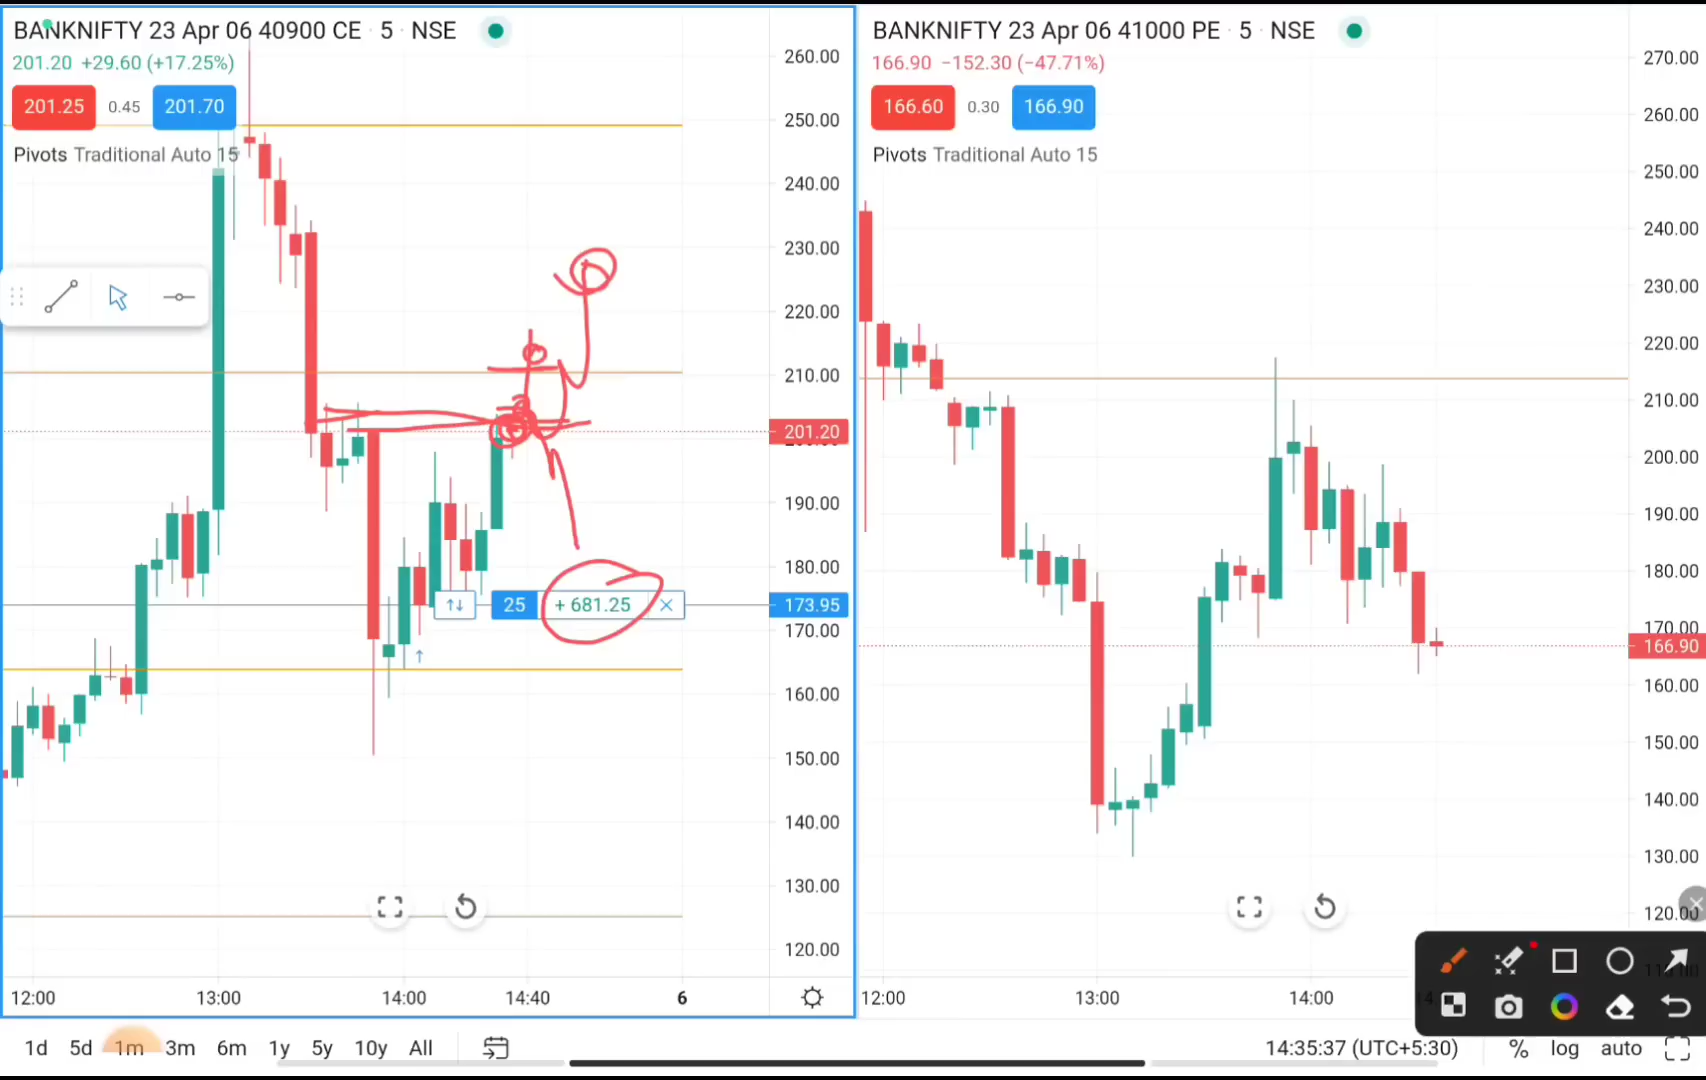 BANKNIFTY 23 Apr 06 40900 CE · 5 · NSE
201.20 +29.60 (+17.25%)
201.25 0.45 201.70
Pivots Traditional Auto 15
260.00
250.00
240.00
230.00
220.00
210.00
201.20
190.00
180.00
173.95
170.00
160.00
150.00
140.00
130.00
120.00
25 + 681.25
12:00 13:00 14:00 14:40 6
BANKNIFTY 23 Apr 06 41000 PE · 5 · NSE
166.90 −152.30 (−47.71%)
166.60 0.30 166.90
Pivots Traditional Auto 15
270.00
260.00
250.00
240.00
230.00
220.00
210.00
200.00
190.00
180.00
170.00
166.90
160.00
150.00
140.00
130.00
120.00
12:00 13:00 14:00
1d 5d 1m 3m 6m 1y 5y 10y All
14:35:37 (UTC+5:30) % log auto